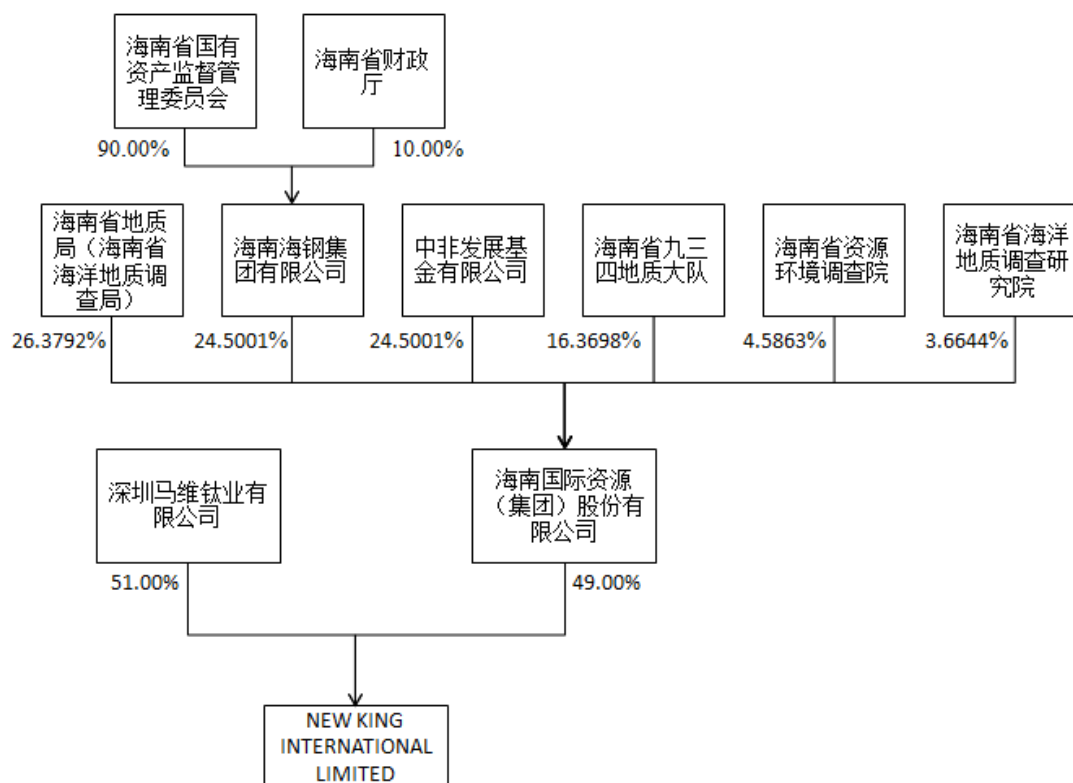 海南省国有
资产监督管
理委员会
海南省财政
厅
90.00%
10.00%
海南省地质
局（海南省
海洋地质调
查局）
海南海钢集
团有限公司
中非发展基
金有限公司
海南省九三
四地质大队
海南省资源
环境调查院
海南省海洋
地质调查研
究院
26.3792%
24.5001%
24.5001%
16.3698%
4.5863%
3.6644%
深圳马维钛业有
限公司
海南国际资源
（集团）股份有
限公司
51.00%
49.00%
NEW KING
INTERNATIONAL
LIMITED